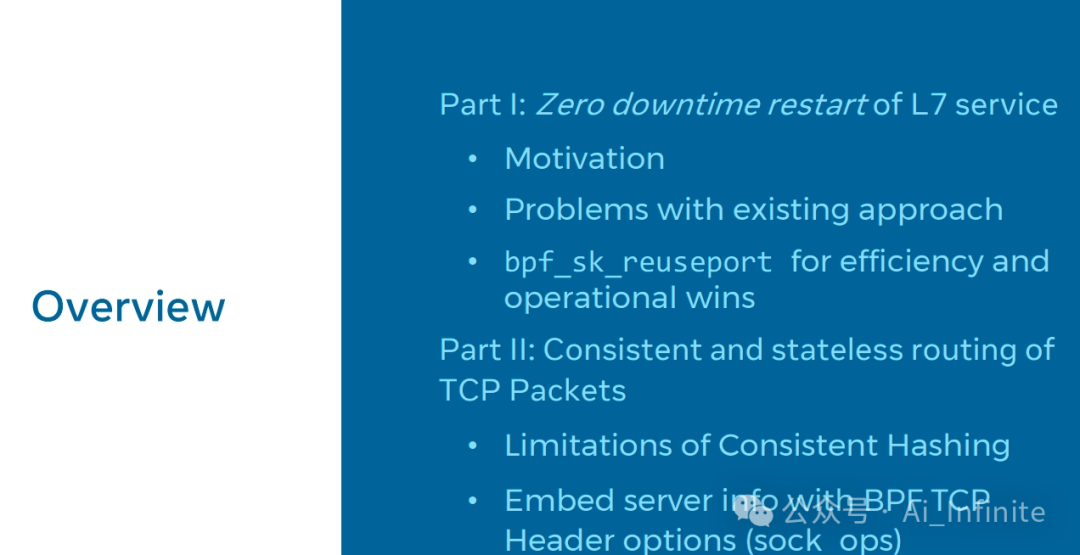 Overview
Part I: Zero downtime restart of L7 service
• Motivation
• Problems with existing approach
• bpf_sk_reuseport for efficiency and
operational wins
Part II: Consistent and stateless routing of
TCP Packets
• Limitations of Consistent Hashing
• Embed server info with BPF TCP
Header options (sock_ops)
公众号 · Ai_Infinite